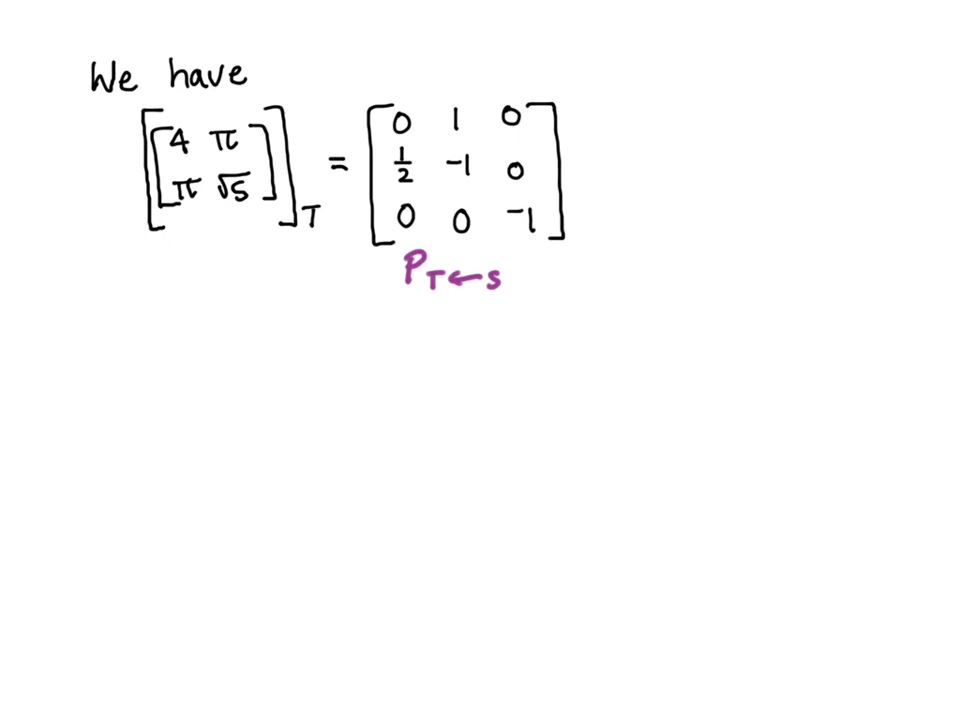 We have
[[4 π; π √5]]_T = [0 1 0; 1/2 -1 0; 0 0 -1]
P_T←S